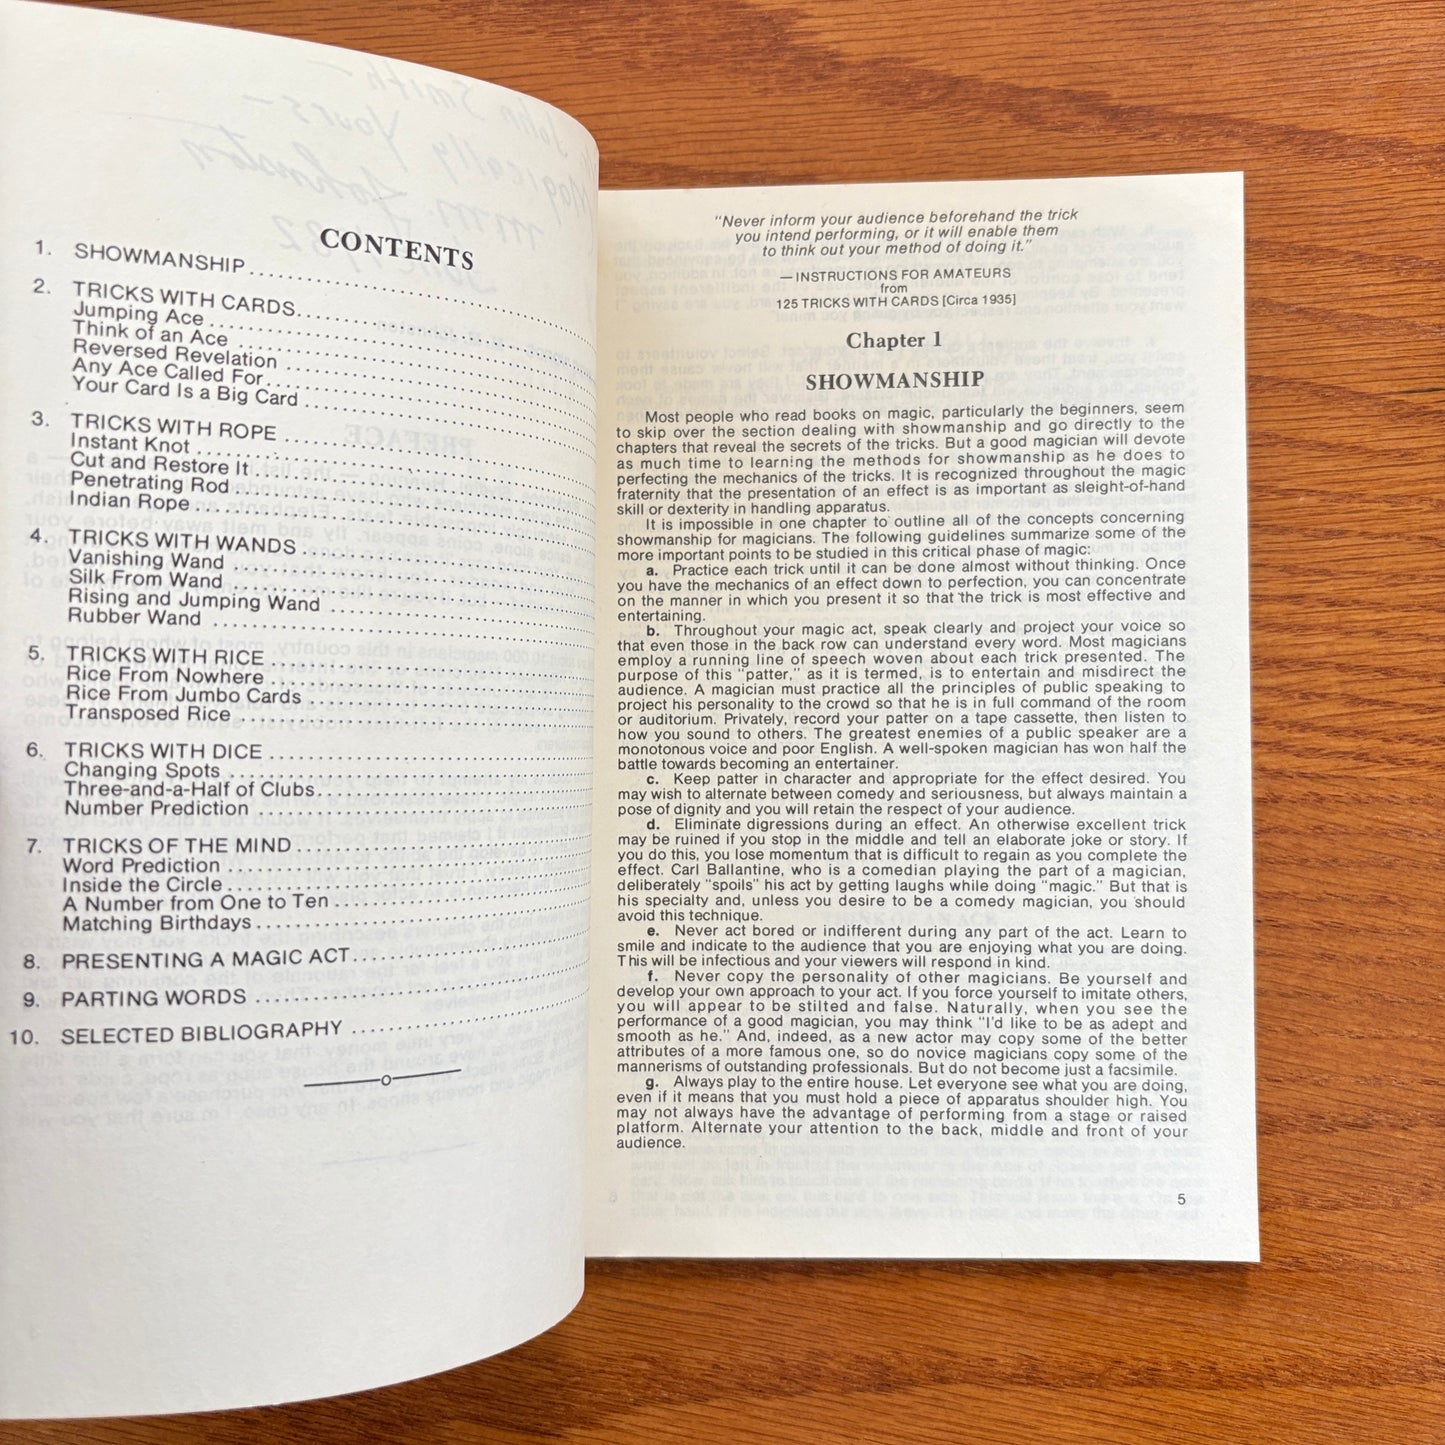 CONTENTS
1. SHOWMANSHIP
2. TRICKS WITH CARDS
Jumping Ace
Think of an Ace
Reversed Revelation
Any Ace Called For
Your Card Is a Big Card
3. TRICKS WITH ROPE
Instant Knot
Cut and Restore It
Penetrating Rod
Indian Rope
4. TRICKS WITH WANDS
Vanishing Wand
Silk From Wand
Rising and Jumping Wand
Rubber Wand
5. TRICKS WITH RICE
Rice From Nowhere
Rice From Jumbo Cards
Transposed Rice
6. TRICKS WITH DICE
Changing Spots
Three-and-a-Half of Clubs
Number Prediction
7. TRICKS OF THE MIND
Word Prediction
Inside the Circle
A Number from One to Ten
Matching Birthdays
8. PRESENTING A MAGIC ACT
9. PARTING WORDS
10. SELECTED BIBLIOGRAPHY
"Never inform your audience beforehand the trick
you intend performing, or it will enable them
to think out your method of doing it."
— INSTRUCTIONS FOR AMATEURS
from
125 TRICKS WITH CARDS [Circa 1935]
Chapter 1
SHOWMANSHIP
Most people who read books on magic, particularly the beginners, seem
to skip over the section dealing with showmanship and go directly to the
chapters that reveal the secrets of the tricks. But a good magician will devote
as much time to learning the methods for showmanship as he does to
perfecting the mechanics of the tricks. It is recognized throughout the magic
fraternity that the presentation of an effect is as important as sleight-of-hand
skill or dexterity in handling apparatus.
It is impossible in one chapter to outline all of the concepts concerning
showmanship for magicians. The following guidelines summarize some of the
more important points to be studied in this critical phase of magic:
a. Practice each trick until it can be done almost without thinking. Once
you have the mechanics of an effect down to perfection, you can concentrate
on the manner in which you present it so that the trick is most effective and
entertaining.
b. Throughout your magic act, speak clearly and project your voice so
that even those in the back row can understand every word. Most magicians
employ a running line of speech woven about each trick presented. The
purpose of this "patter," as it is termed, is to entertain and misdirect the
audience. A magician must practice all the principles of public speaking to
project his personality to the crowd so that he is in full command of the room
or auditorium. Privately, record your patter on a tape cassette, then listen to
how you sound to others. The greatest enemies of a public speaker are a
monotonous voice and poor English. A well-spoken magician has won half the
battle towards becoming an entertainer.
c. Keep patter in character and appropriate for the effect desired. You
may wish to alternate between comedy and seriousness, but always maintain a
pose of dignity and you will retain the respect of your audience.
d. Eliminate digressions during an effect. An otherwise excellent trick
may be ruined if you stop in the middle and tell an elaborate joke or story. If
you do this, you lose momentum that is difficult to regain as you complete the
effect. Carl Ballantine, who is a comedian playing the part of a magician,
deliberately "spoils" his act by getting laughs while doing "magic." But that is
his specialty and, unless you desire to be a comedy magician, you should
avoid this technique.
e. Never act bored or indifferent during any part of the act. Learn to
smile and indicate to the audience that you are enjoying what you are doing.
This will be infectious and your viewers will respond in kind.
f. Never copy the personality of other magicians. Be yourself and
develop your own approach to your act. If you force yourself to imitate others,
you will appear to be stilted and false. Naturally, when you see the
performance of a good magician, you may think "I'd like to be as adept and
smooth as he." And, indeed, as a new actor may copy some of the better
attributes of a more famous one, so do novice magicians copy some of the
mannerisms of outstanding professionals. But do not become just a facsimile.
g. Always play to the entire house. Let everyone see what you are doing,
even if it means that you must hold a piece of apparatus shoulder high. You
may not always have the advantage of performing from a stage or raised
platform. Alternate your attention to the back, middle and front of your
audience.
5